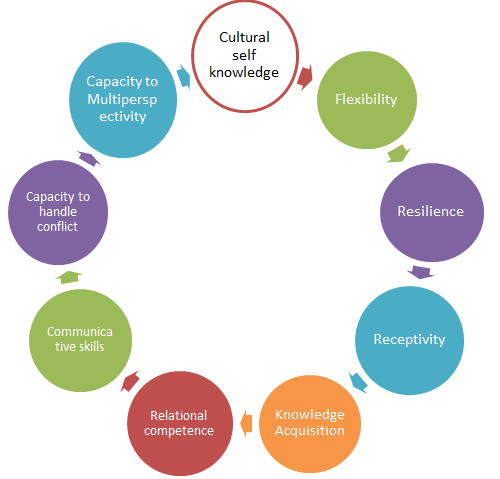 Cultural
self
knowledge
Flexibility
Resilience
Receptivity
Knowledge
Acquisition
Relational
competence
Communica
tive skills
Capacity to
handle
conflict
Capacity to
Multipersp
ectivity